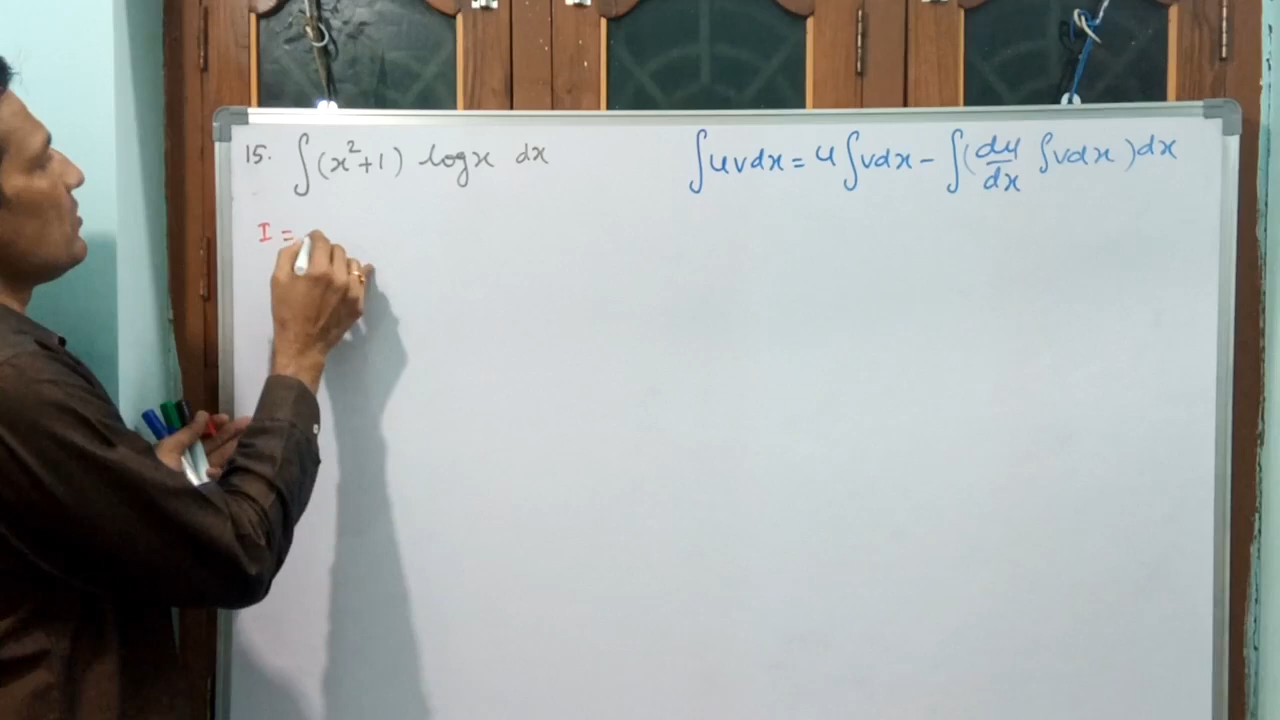 15. ∫(x²+1) logx dx
∫uvdx = u∫vdx - ∫(du/dx ∫vdx)dx
I =